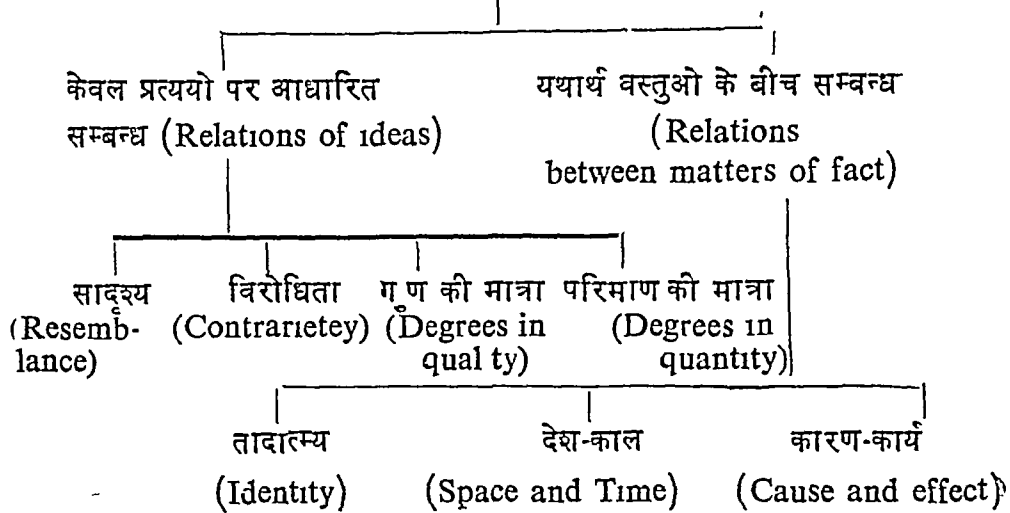 केवल प्रत्ययो पर आधारित
सम्बन्ध (Relations of ideas)
यथार्थ वस्तुओ के बीच सम्बन्ध
(Relations
between matters of fact)
सादृश्य
(Resemb-
lance)
विरोधिता
(Contrarietey)
गुण की मात्रा
(Degrees in
qual ty)
परिमाण की मात्रा
(Degrees in
quantity)
तादात्म्य
(Identity)
देश-काल
(Space and Time)
कारण-कार्य
(Cause and effect)